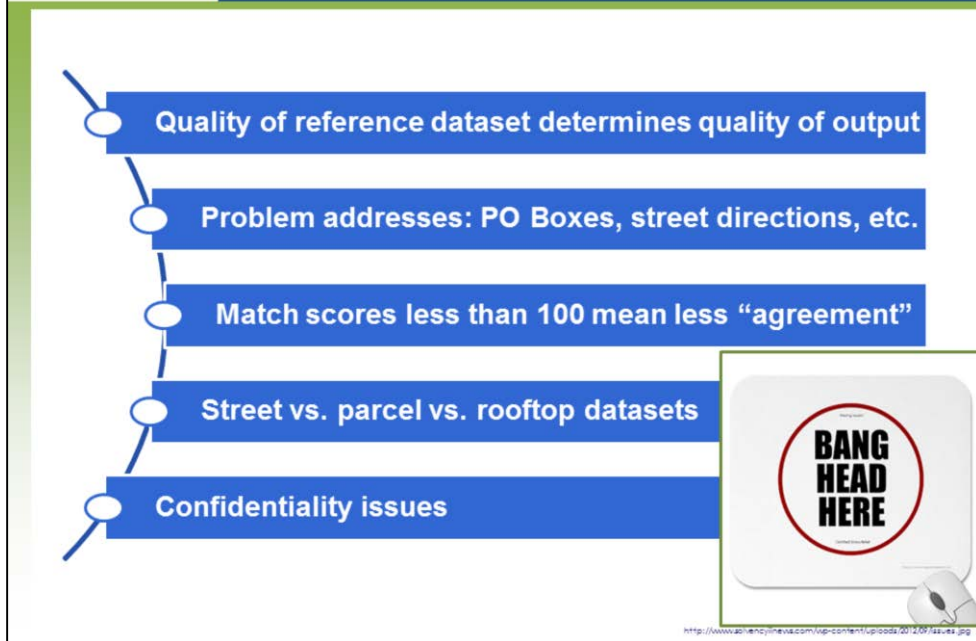 Quality of reference dataset determines quality of output
Problem addresses: PO Boxes, street directions, etc.
Match scores less than 100 mean less “agreement”
Street vs. parcel vs. rooftop datasets
Confidentiality issues
BANG
HEAD
HERE